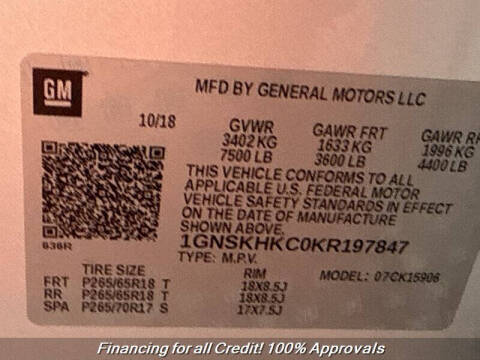 GM
MFD BY GENERAL MOTORS LLC
10/18 GVWR GAWR FRT GAWR RR
3402 KG 1633 KG 1996 KG
7500 LB 3600 LB 4400 LB
THIS VEHICLE CONFORMS TO ALL
APPLICABLE U.S. FEDERAL MOTOR
VEHICLE SAFETY STANDARDS IN EFFECT
ON THE DATE OF MANUFACTURE
SHOWN ABOVE.
636R
1GNSKHKC0KR197847
TYPE: M.P.V. MODEL: 07CK15906
TIRE SIZE RIM
FRT P265/65R18 T 18X8.5J
RR P265/65R18 T 18X8.5J
SPA P265/70R17 S 17X7.5J
Financing for all Credit! 100% Approvals